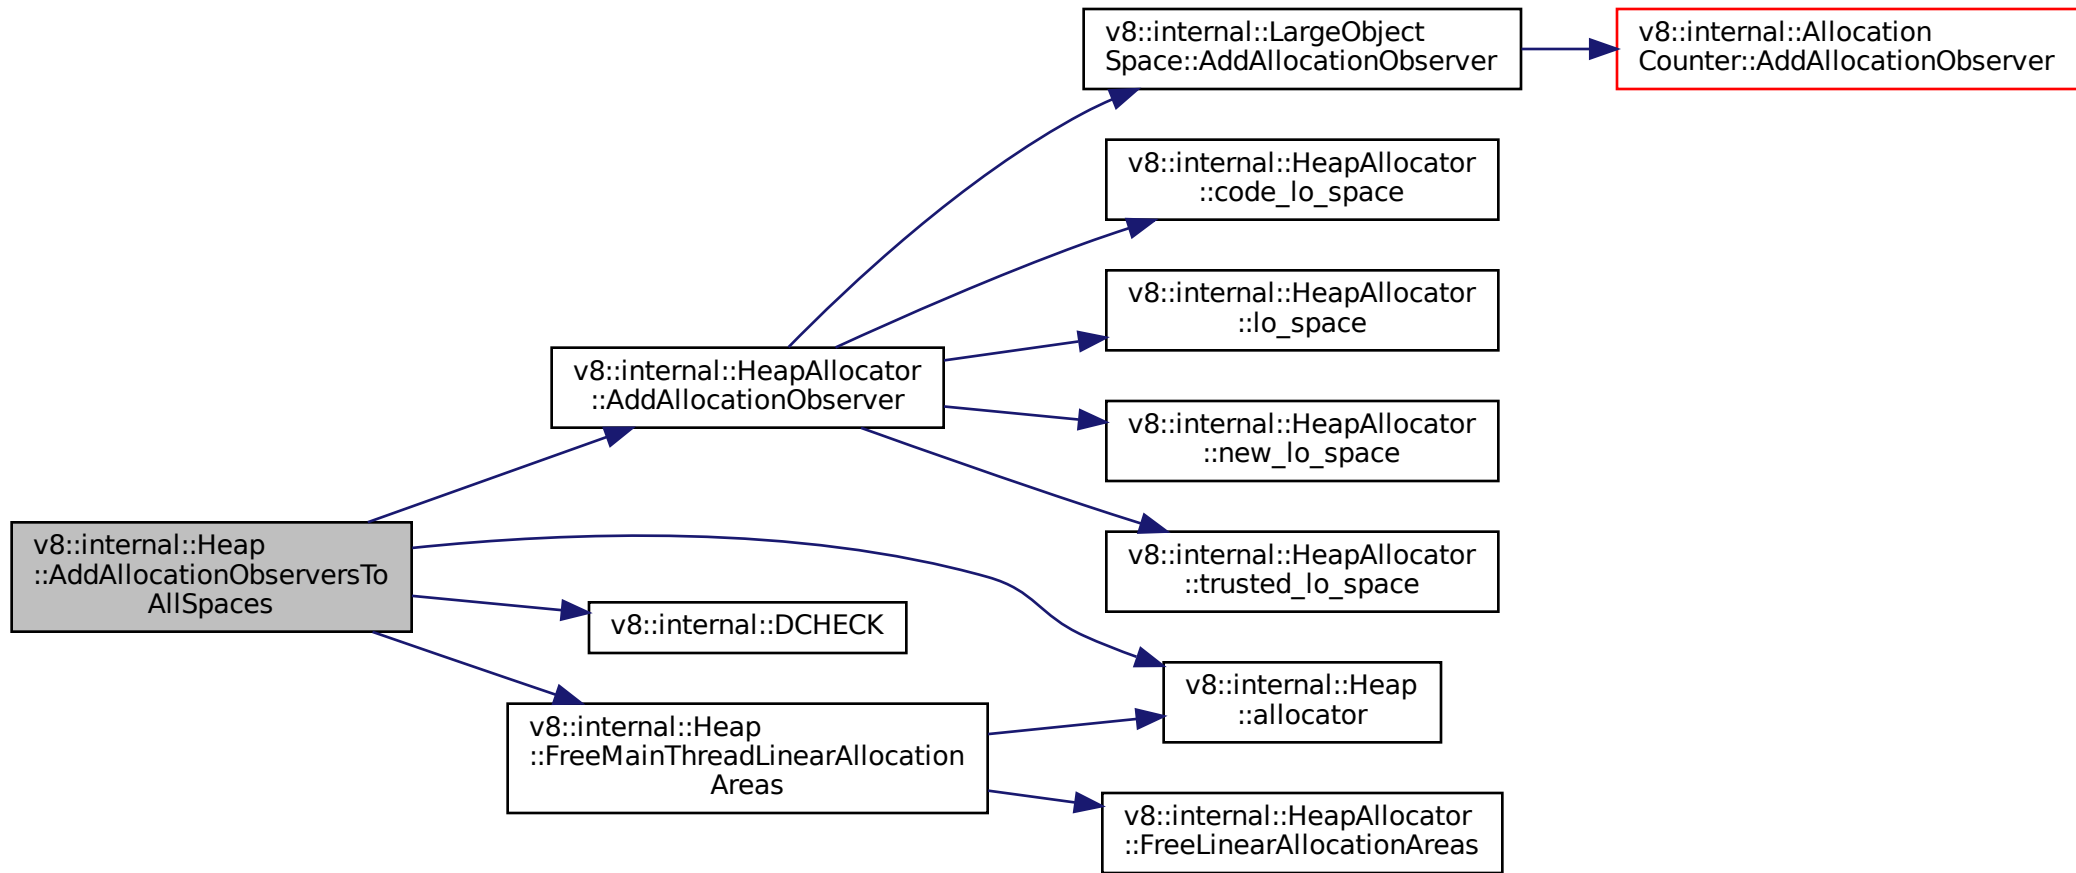 v8::internal::Heap
::AddAllocationObserversTo
AllSpaces
v8::internal::HeapAllocator
::AddAllocationObserver
v8::internal::LargeObject
Space::AddAllocationObserver
v8::internal::Allocation
Counter::AddAllocationObserver
v8::internal::HeapAllocator
::code_lo_space
v8::internal::HeapAllocator
::lo_space
v8::internal::HeapAllocator
::new_lo_space
v8::internal::HeapAllocator
::trusted_lo_space
v8::internal::DCHECK
v8::internal::Heap
::allocator
v8::internal::Heap
::FreeMainThreadLinearAllocation
Areas
v8::internal::HeapAllocator
::FreeLinearAllocationAreas